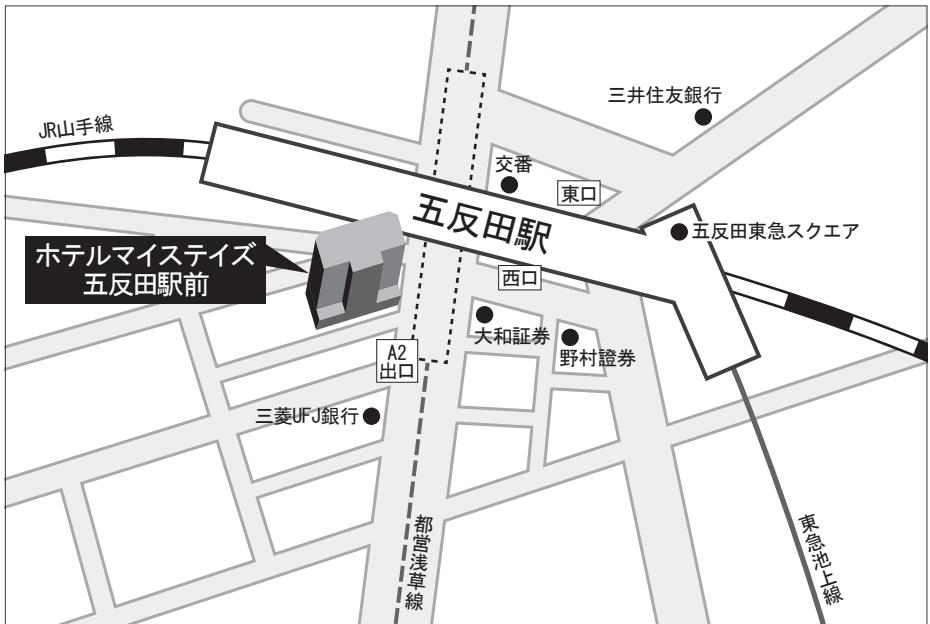 三井住友銀行
JR山手線
交番
東口
五反田駅
五反田東急スクエア
ホテルマイステイズ
五反田駅前
西口
大和証券
野村證券
A2
出口
三菱UFJ銀行
都営浅草線
東急池上線